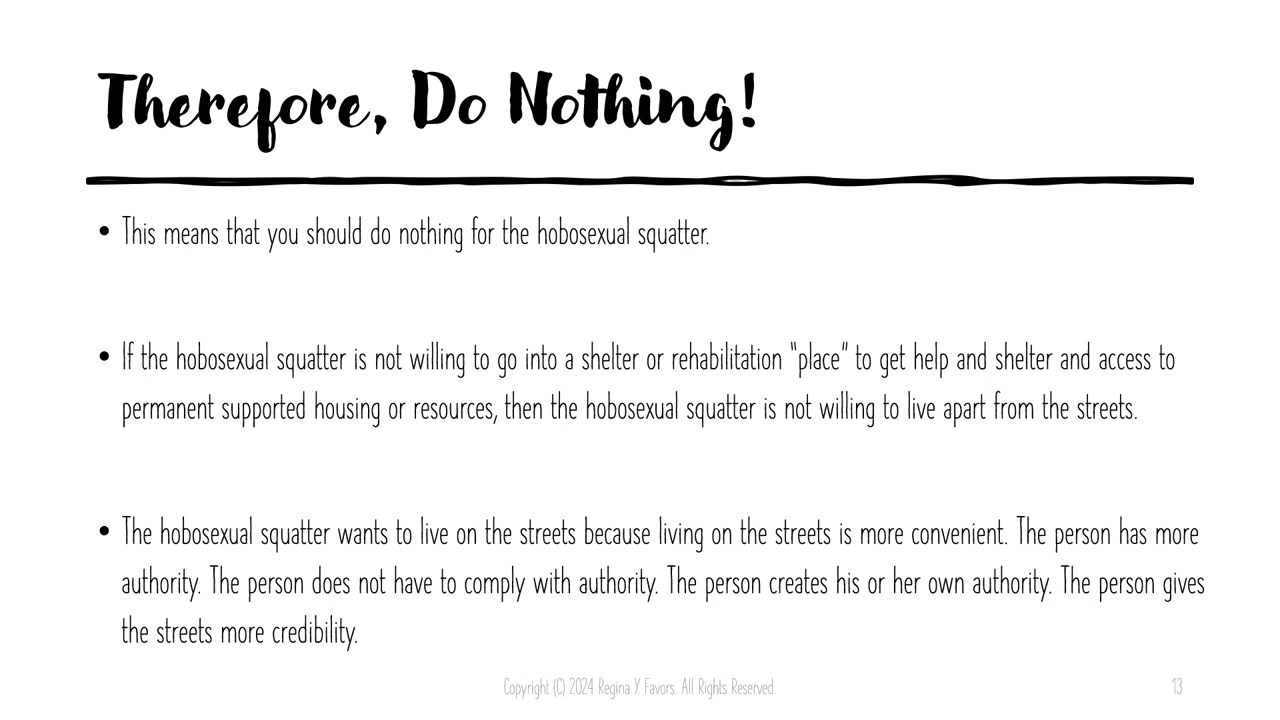 Therefore, Do Nothing!
• This means that you should do nothing for the hobosexual squatter.
• If the hobosexual squatter is not willing to go into a shelter or rehabilitation "place" to get help and shelter and access to
permanent supported housing or resources, then the hobosexual squatter is not willing to live apart from the streets.
• The hobosexual squatter wants to live on the streets because living on the streets is more convenient. The person has more
authority. The person does not have to comply with authority. The person creates his or her own authority. The person gives
the streets more credibility.
Copyright (C) 2024 Regina Y. Favors. All Rights Reserved.
13